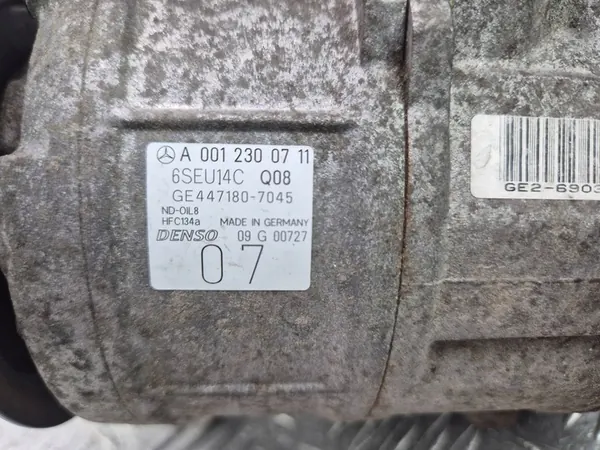 A 001 230 07 11
6SEU14C Q08
GE447180-7045
ND-OIL8
HFC134a MADE IN GERMANY
DENSO 09 G 00727
07
GE2-6903